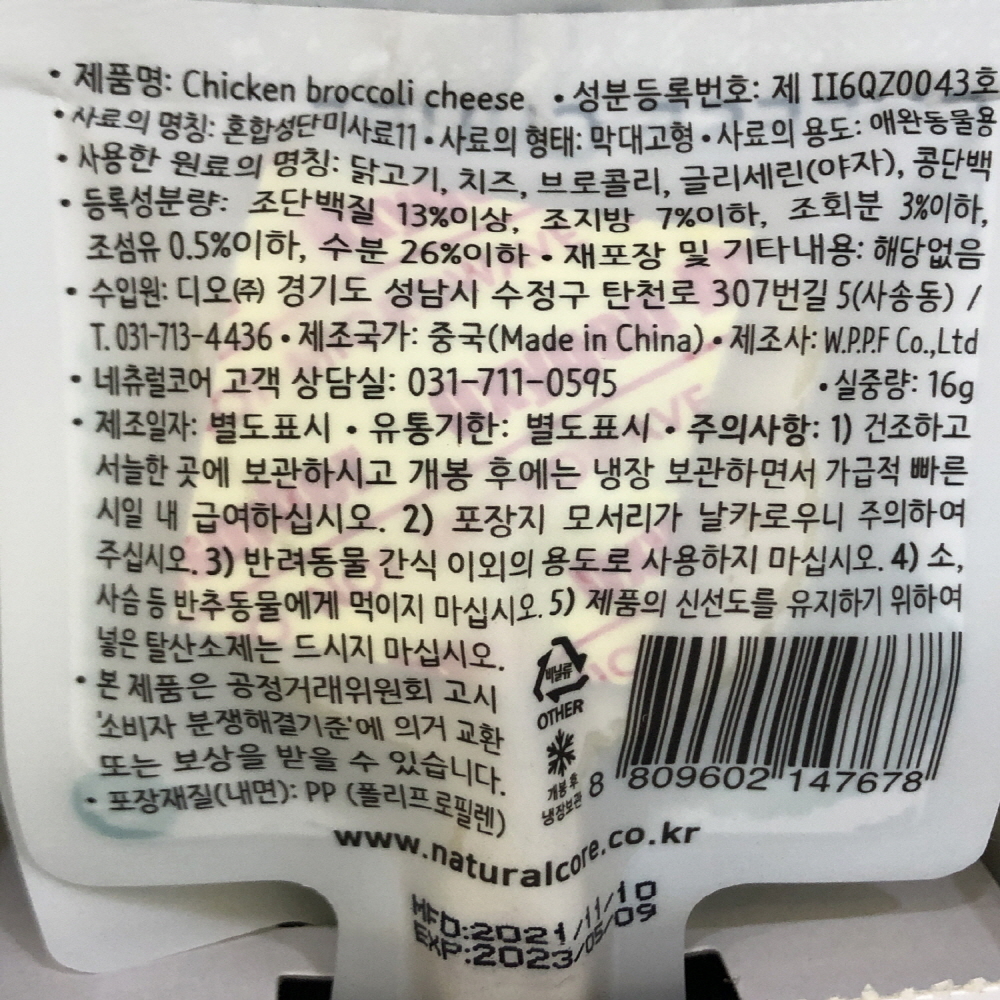 • 제품명: Chicken broccoli cheese • 성분등록번호: 제 II6QZ0043호
• 사료의 명칭: 혼합성단미사료11 • 사료의 형태: 막대고형 • 사료의 용도: 애완동물용
• 사용한 원료의 명칭: 닭고기, 치즈, 브로콜리, 글리세린(야자), 콩단백
• 등록성분량: 조단백질 13%이상, 조지방 7%이하, 조회분 3%이하,
조섬유 0.5%이하, 수분 26%이하 • 재포장 및 기타내용: 해당없음
• 수입원: 디오㈜ 경기도 성남시 수정구 탄천로 307번길 5(사송동) /
T. 031-713-4436 • 제조국가: 중국(Made in China) • 제조사: W.P.P.F Co.,Ltd
• 네츄럴코어 고객 상담실: 031-711-0595 • 실중량: 16g
• 제조일자: 별도표시 • 유통기한: 별도표시 • 주의사항: 1) 건조하고
서늘한 곳에 보관하시고 개봉 후에는 냉장 보관하면서 가급적 빠른
시일 내 급여하십시오. 2) 포장지 모서리가 날카로우니 주의하여
주십시오. 3) 반려동물 간식 이외의 용도로 사용하지 마십시오. 4) 소,
사슴 등 반추동물에게 먹이지 마십시오. 5) 제품의 신선도를 유지하기 위하여
넣은 탈산소제는 드시지 마십시오.
• 본 제품은 공정거래위원회 고시
'소비자 분쟁해결기준'에 의거 교환
또는 보상을 받을 수 있습니다.
• 포장재질(내면): PP (폴리프로필렌)
비닐류
OTHER
개봉 후
냉장보관
8 809602 147678
www.naturalcore.co.kr
MFD:2021/11/10
EXP:2023/05/09